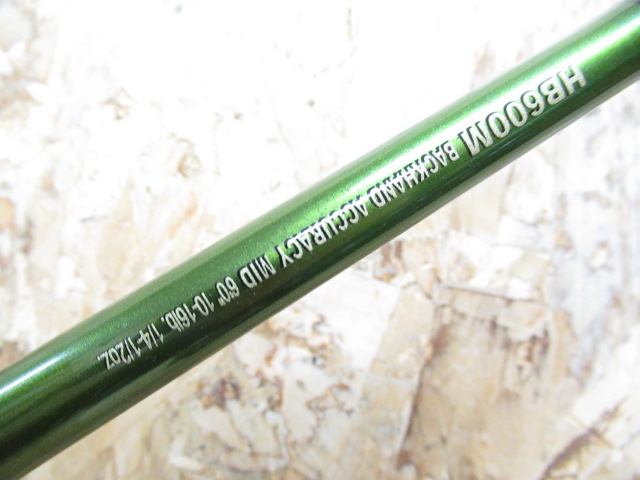 HB600M BACKHAND ACCURACY MID 6'0" 10-16lb. 1/4-1/2oz.